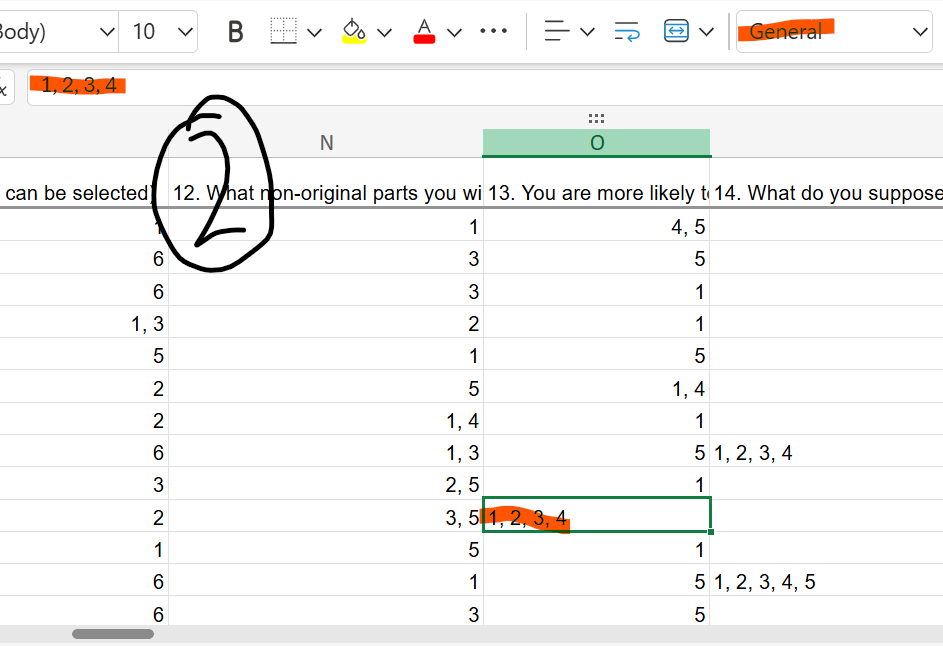 Body) 10 B A General
1, 2, 3, 4
2
N O
can be selected) 12. What non-original parts you wi 13. You are more likely to 14. What do you suppose
1 1 4, 5
6 3 5
6 3 1
1, 3 2 1
5 1 5
2 5 1, 4
2 1, 4 1
6 1, 3 5 1, 2, 3, 4
3 2, 5 1
2 3, 5 1, 2, 3, 4
1 5 1
6 1 5 1, 2, 3, 4, 5
6 3 5